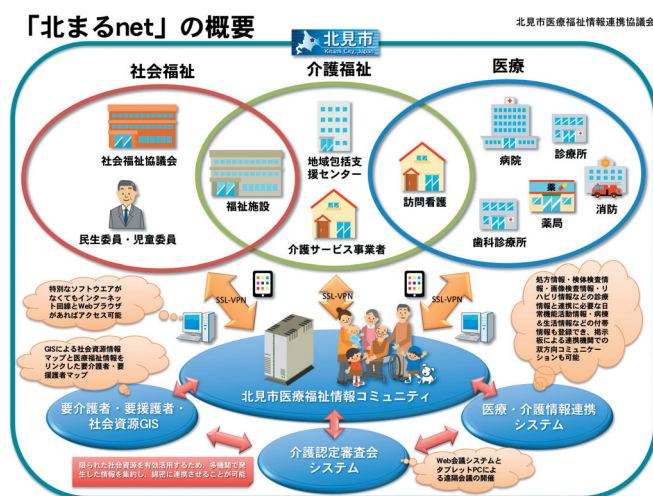 「北まるnet」の概要
北見市医療福祉情報連携協議会
北見市
Kitami City, Japan
社会福祉
介護福祉
医療
社会福祉協議会
民生委員・児童委員
福祉施設
地域包括支
援センター
介護サービス事業者
訪問看護
病院
診療所
薬
薬局
消防
歯科診療所
特別なソフトウエアが
なくてもインターネッ
ト回線とWebブラウザ
があればアクセス可能
SSL-VPN
SSL-VPN
SSL-VPN
処方情報・検体検査情
報・画像検査情報・リ
ハビリ情報などの診療
情報と連携に必要な日
常機能活動情報・病棟
&生活情報などの付帯
情報も登録でき、掲示
板による連携機関での
双方向コミュニケー
ションも可能
GISによる社会資源情報
マップと医療福祉情報を
リンクした要介護者・要
援護者マップ
北見市医療福祉情報コミュニティ
要介護者・要援護者・
社会資源GIS
医療・介護情報連携
システム
介護認定審査会
システム
限られた社会資源を有効活用するため、多機関で発
生した情報を集約し、綿密に連携させることが可能
Web会議システムと
タブレットPCによ
る遠隔会議の開催